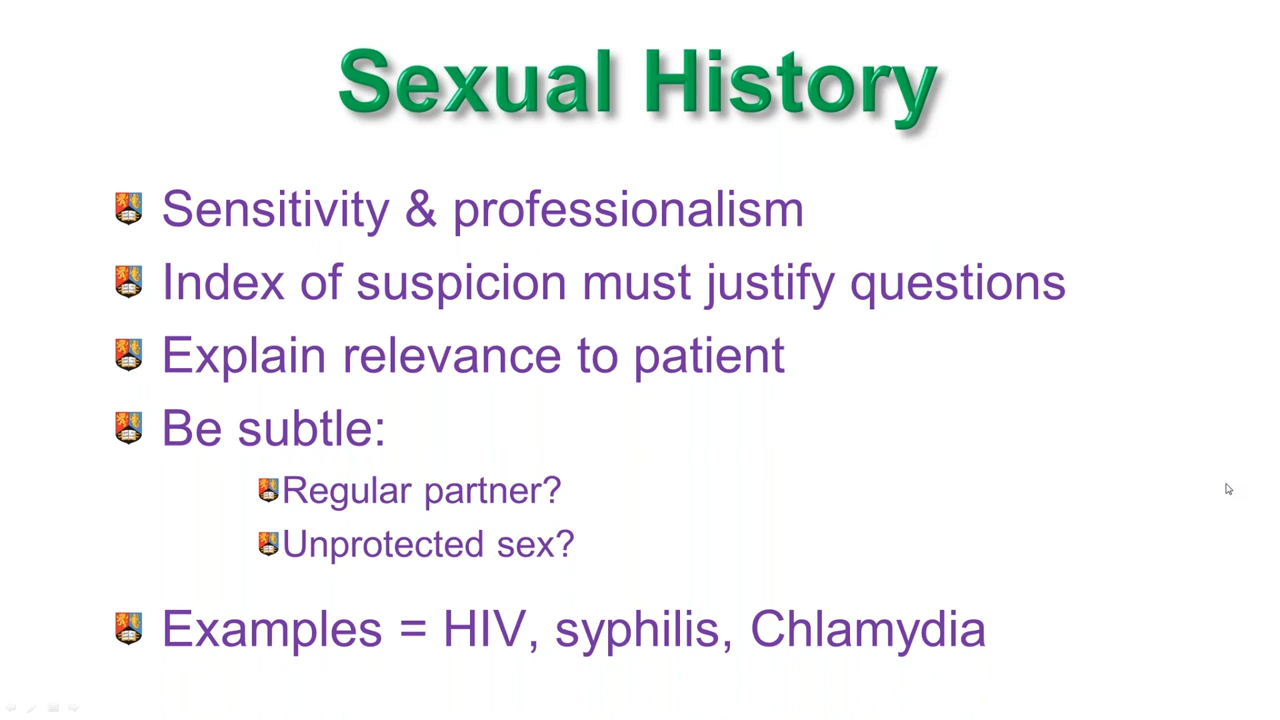 Sexual History
Sensitivity & professionalism
Index of suspicion must justify questions
Explain relevance to patient
Be subtle:
Regular partner?
Unprotected sex?
Examples = HIV, syphilis, Chlamydia